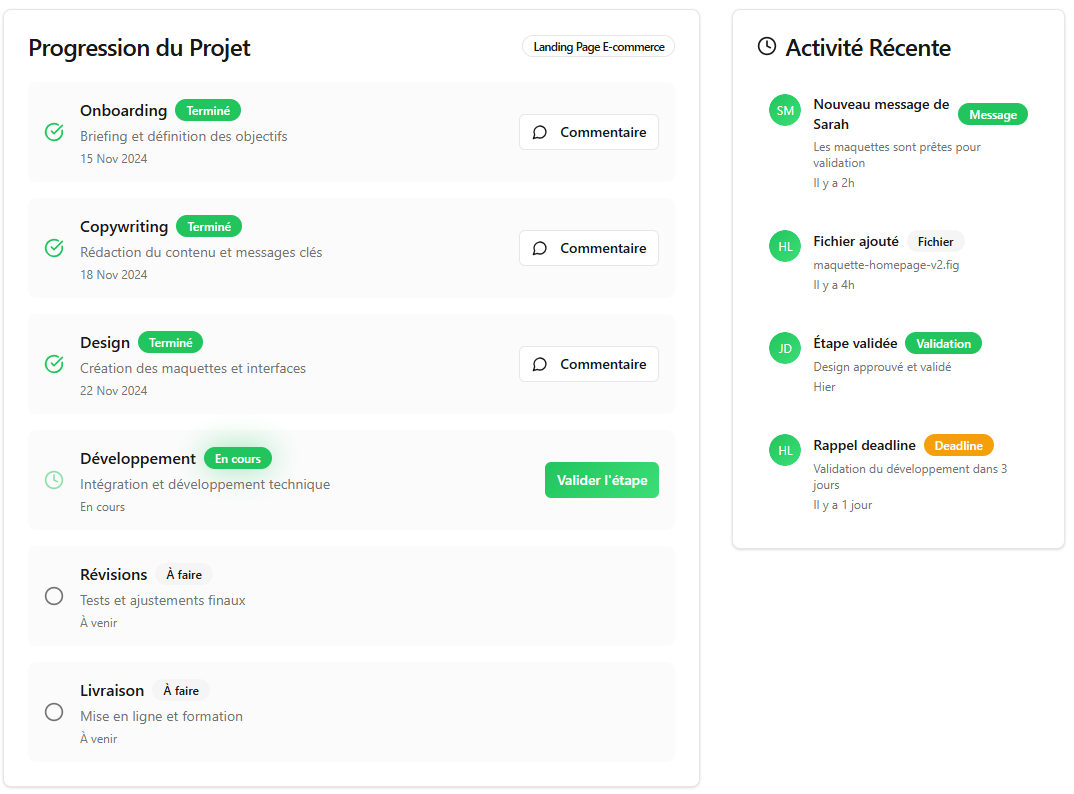 Progression du Projet
Landing Page E-commerce
Onboarding Terminé
Briefing et définition des objectifs
15 Nov 2024
Commentaire
Copywriting Terminé
Rédaction du contenu et messages clés
18 Nov 2024
Commentaire
Design Terminé
Création des maquettes et interfaces
22 Nov 2024
Commentaire
Développement En cours
Intégration et développement technique
En cours
Valider l'étape
Révisions À faire
Tests et ajustements finaux
À venir
Livraison À faire
Mise en ligne et formation
À venir
Activité Récente
SM
Nouveau message de
Sarah
Message
Les maquettes sont prêtes pour
validation
Il y a 2h
HL
Fichier ajouté Fichier
maquette-homepage-v2.fig
Il y a 4h
JD
Étape validée Validation
Design approuvé et validé
Hier
HL
Rappel deadline Deadline
Validation du développement dans 3
jours
Il y a 1 jour